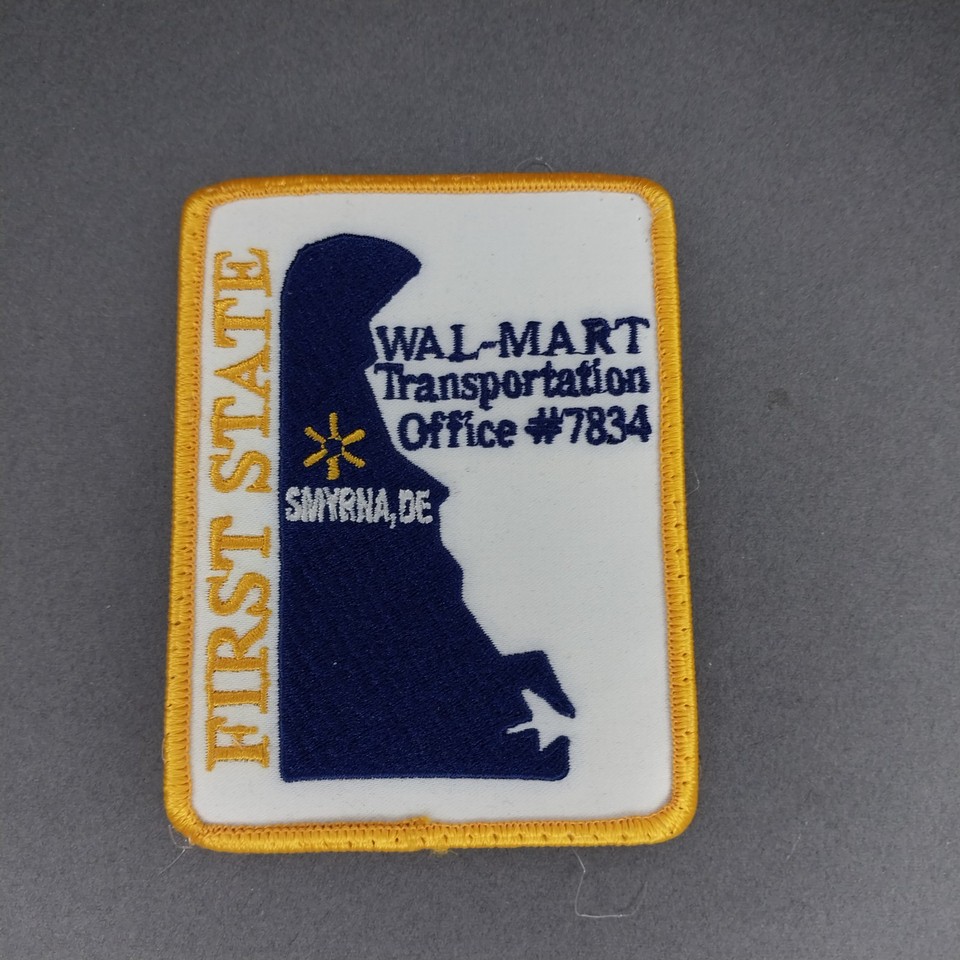 FIRST STATE
WAL-MART
Transportation
Office #7834
SMYRNA, DE